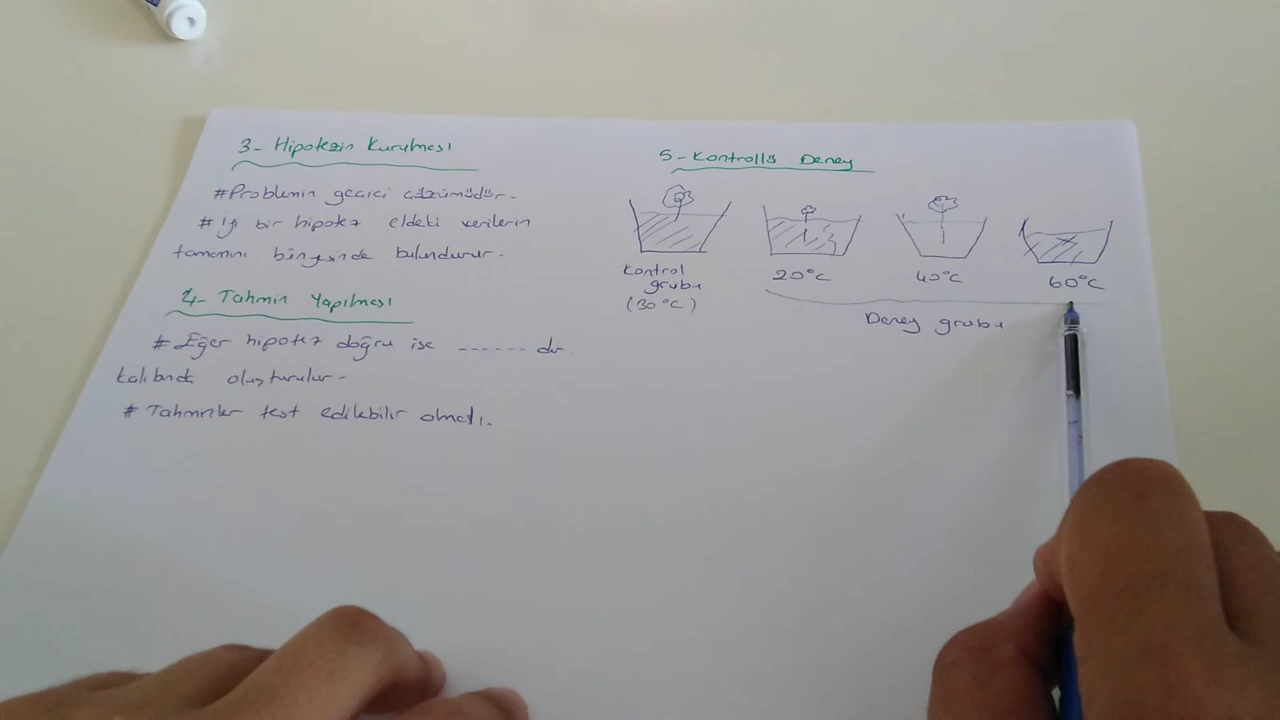 3- Hipotezin Kurulması
#Problemin geçici çözümüdür.
# İyi bir hipotez eldeki verilerin
tamamını bünyesinde bulundurur.
4- Tahmin Yapılması
# Eğer hipotez doğru ise ------ dır.
kalıbında oluşturulur.
# Tahminler test edilebilir olmalı.
5- Kontrollü Deney
Kontrol
grubu
(30°C)
20°C
40°C
60°C
Deney grubu